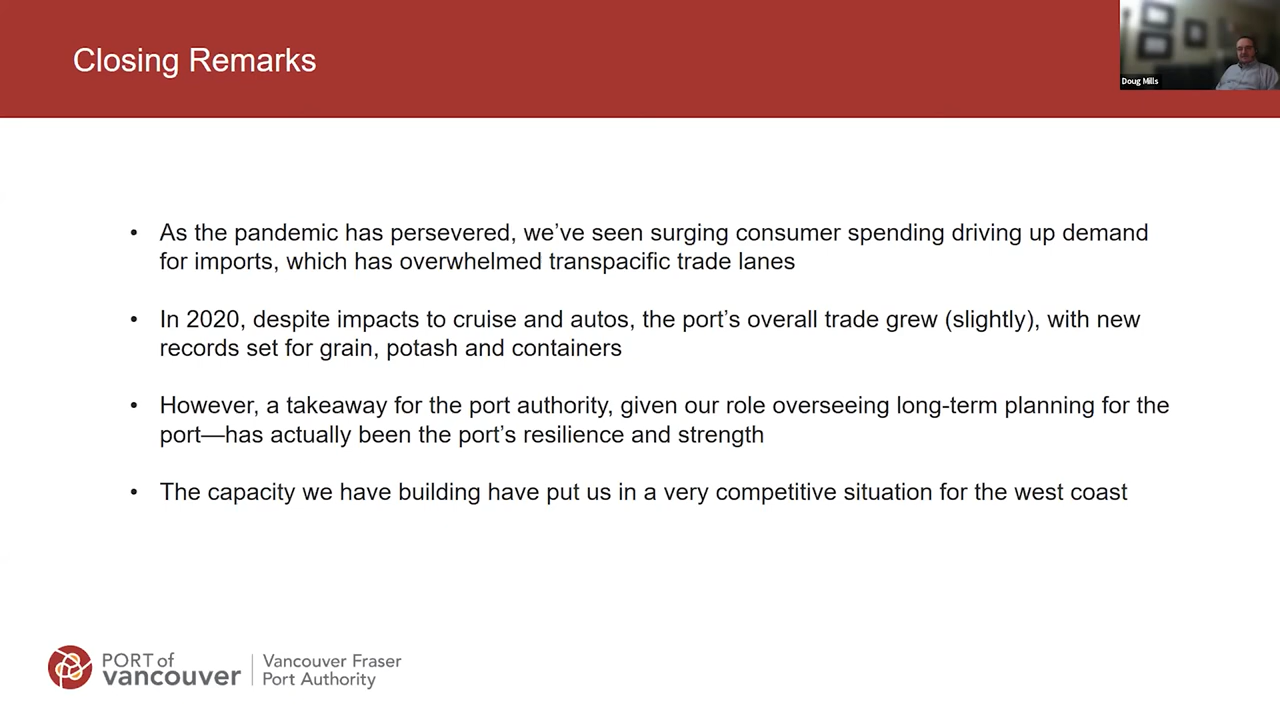 Closing Remarks
Doug Mills
• As the pandemic has persevered, we’ve seen surging consumer spending driving up demand
for imports, which has overwhelmed transpacific trade lanes
• In 2020, despite impacts to cruise and autos, the port’s overall trade grew (slightly), with new
records set for grain, potash and containers
• However, a takeaway for the port authority, given our role overseeing long-term planning for the
port—has actually been the port’s resilience and strength
• The capacity we have building have put us in a very competitive situation for the west coast
PORT of
vancouver
Vancouver Fraser
Port Authority